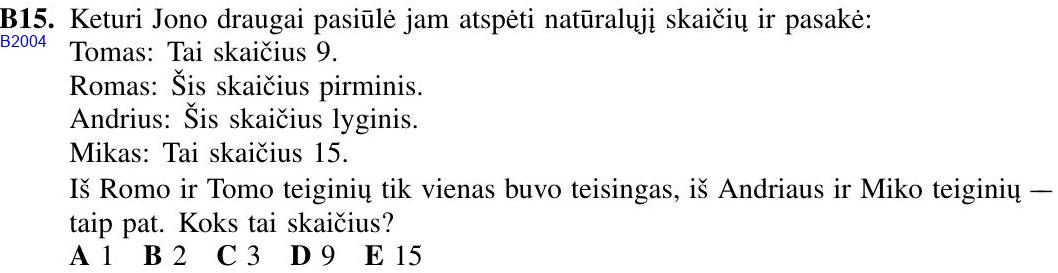 B15. Keturi Jono draugai pasiūlė jam atspėti natūralųjį skaičių ir pasakė:
B2004
Tomas: Tai skaičius 9.
Romas: Šis skaičius pirminis.
Andrius: Šis skaičius lyginis.
Mikas: Tai skaičius 15.
Iš Romo ir Tomo teiginių tik vienas buvo teisingas, iš Andriaus ir Miko teiginių —
taip pat. Koks tai skaičius?
A 1 B 2 C 3 D 9 E 15